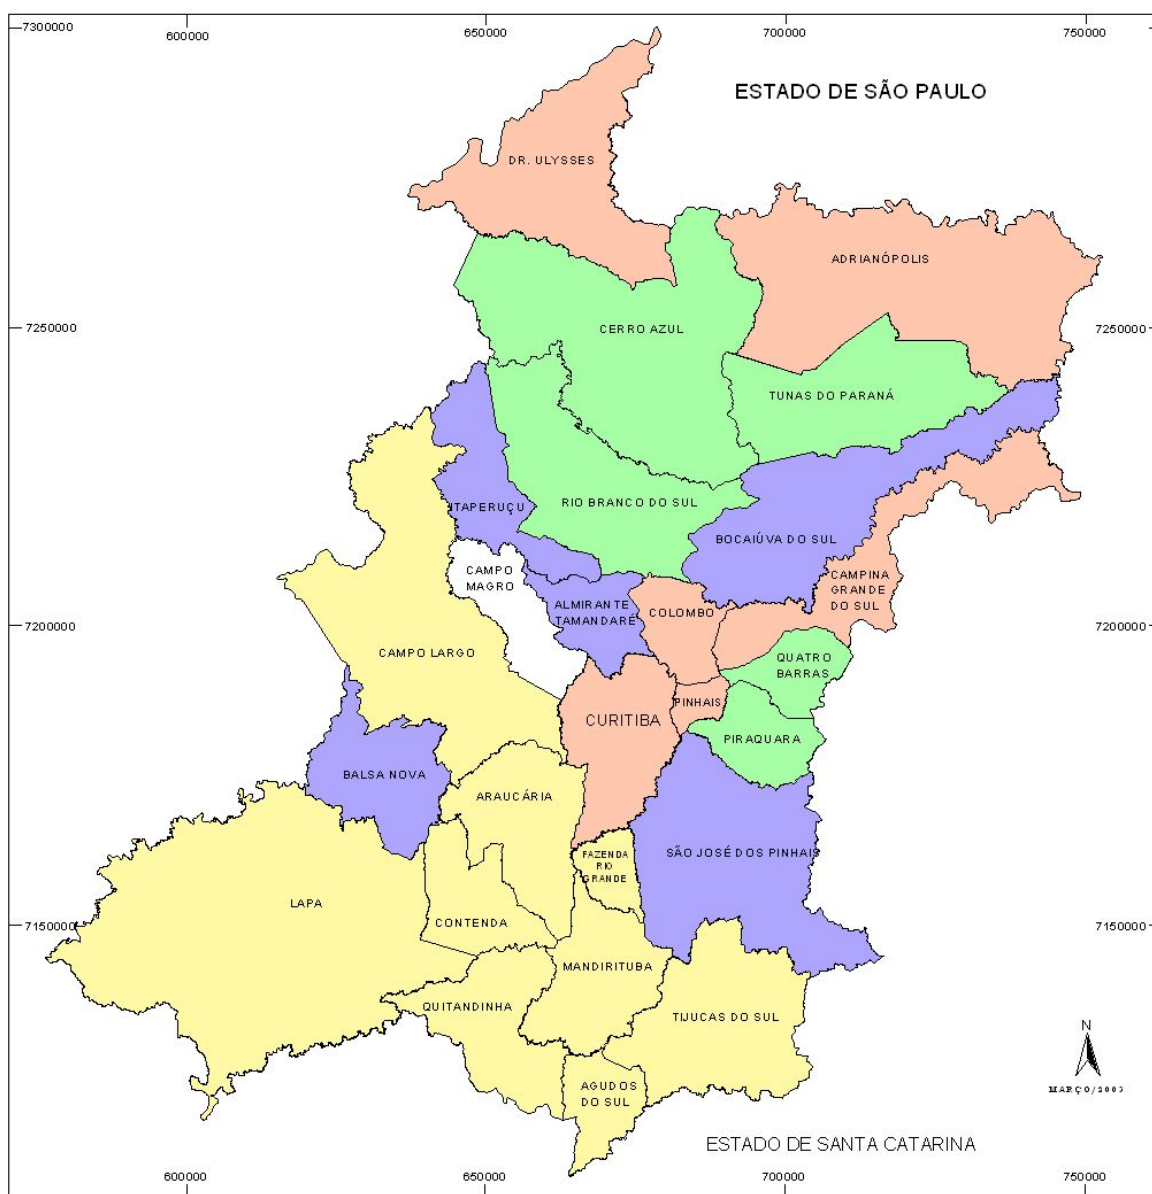 7300000
600000
650000
700000
750000
ESTADO DE SÃO PAULO
DR. ULYSSES
ADRIANÓPOLIS
7250000
CERRO AZUL
7250000
TUNAS DO PARANÁ
ITAPERUÇU
RIO BRANCO DO SUL
BOCAIÚVA DO SUL
CAMPO
MAGRO
CAMPINA
GRANDE
DO SUL
ALMIRANTE
TAMANDARÉ
COLOMBO
7200000
7200000
CAMPO LARGO
QUATRO
BARRAS
PINHAIS
CURITIBA
PIRAQUARA
BALSA NOVA
ARAUCÁRIA
FAZENDA
RIO
GRANDE
SÃO JOSÉ DOS PINHAIS
LAPA
CONTENDA
7150000
7150000
MANDIRITUBA
QUITANDINHA
TIJUCAS DO SUL
N
MARÇO/2005
AGUDOS
DO SUL
ESTADO DE SANTA CATARINA
600000
650000
700000
750000